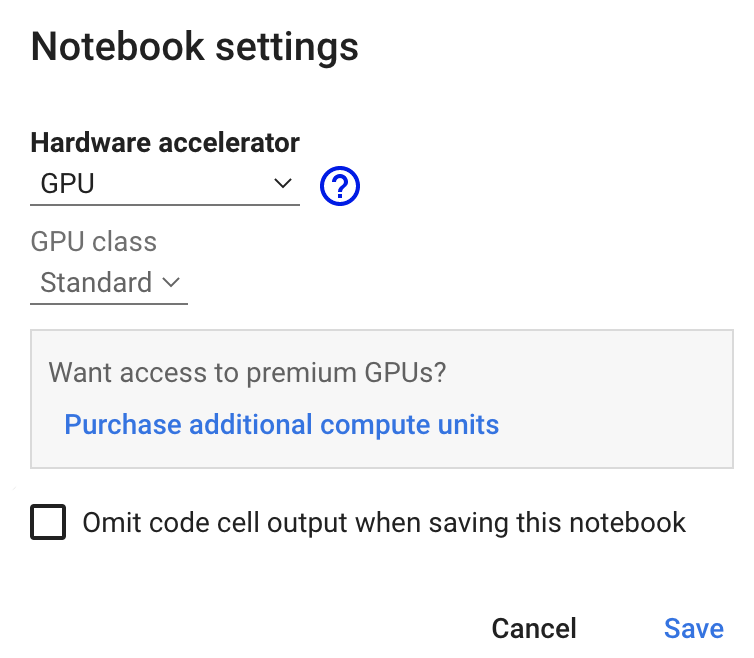 Notebook settings
Hardware accelerator
GPU
?
GPU class
Standard
Want access to premium GPUs?
Purchase additional compute units
Omit code cell output when saving this notebook
Cancel Save